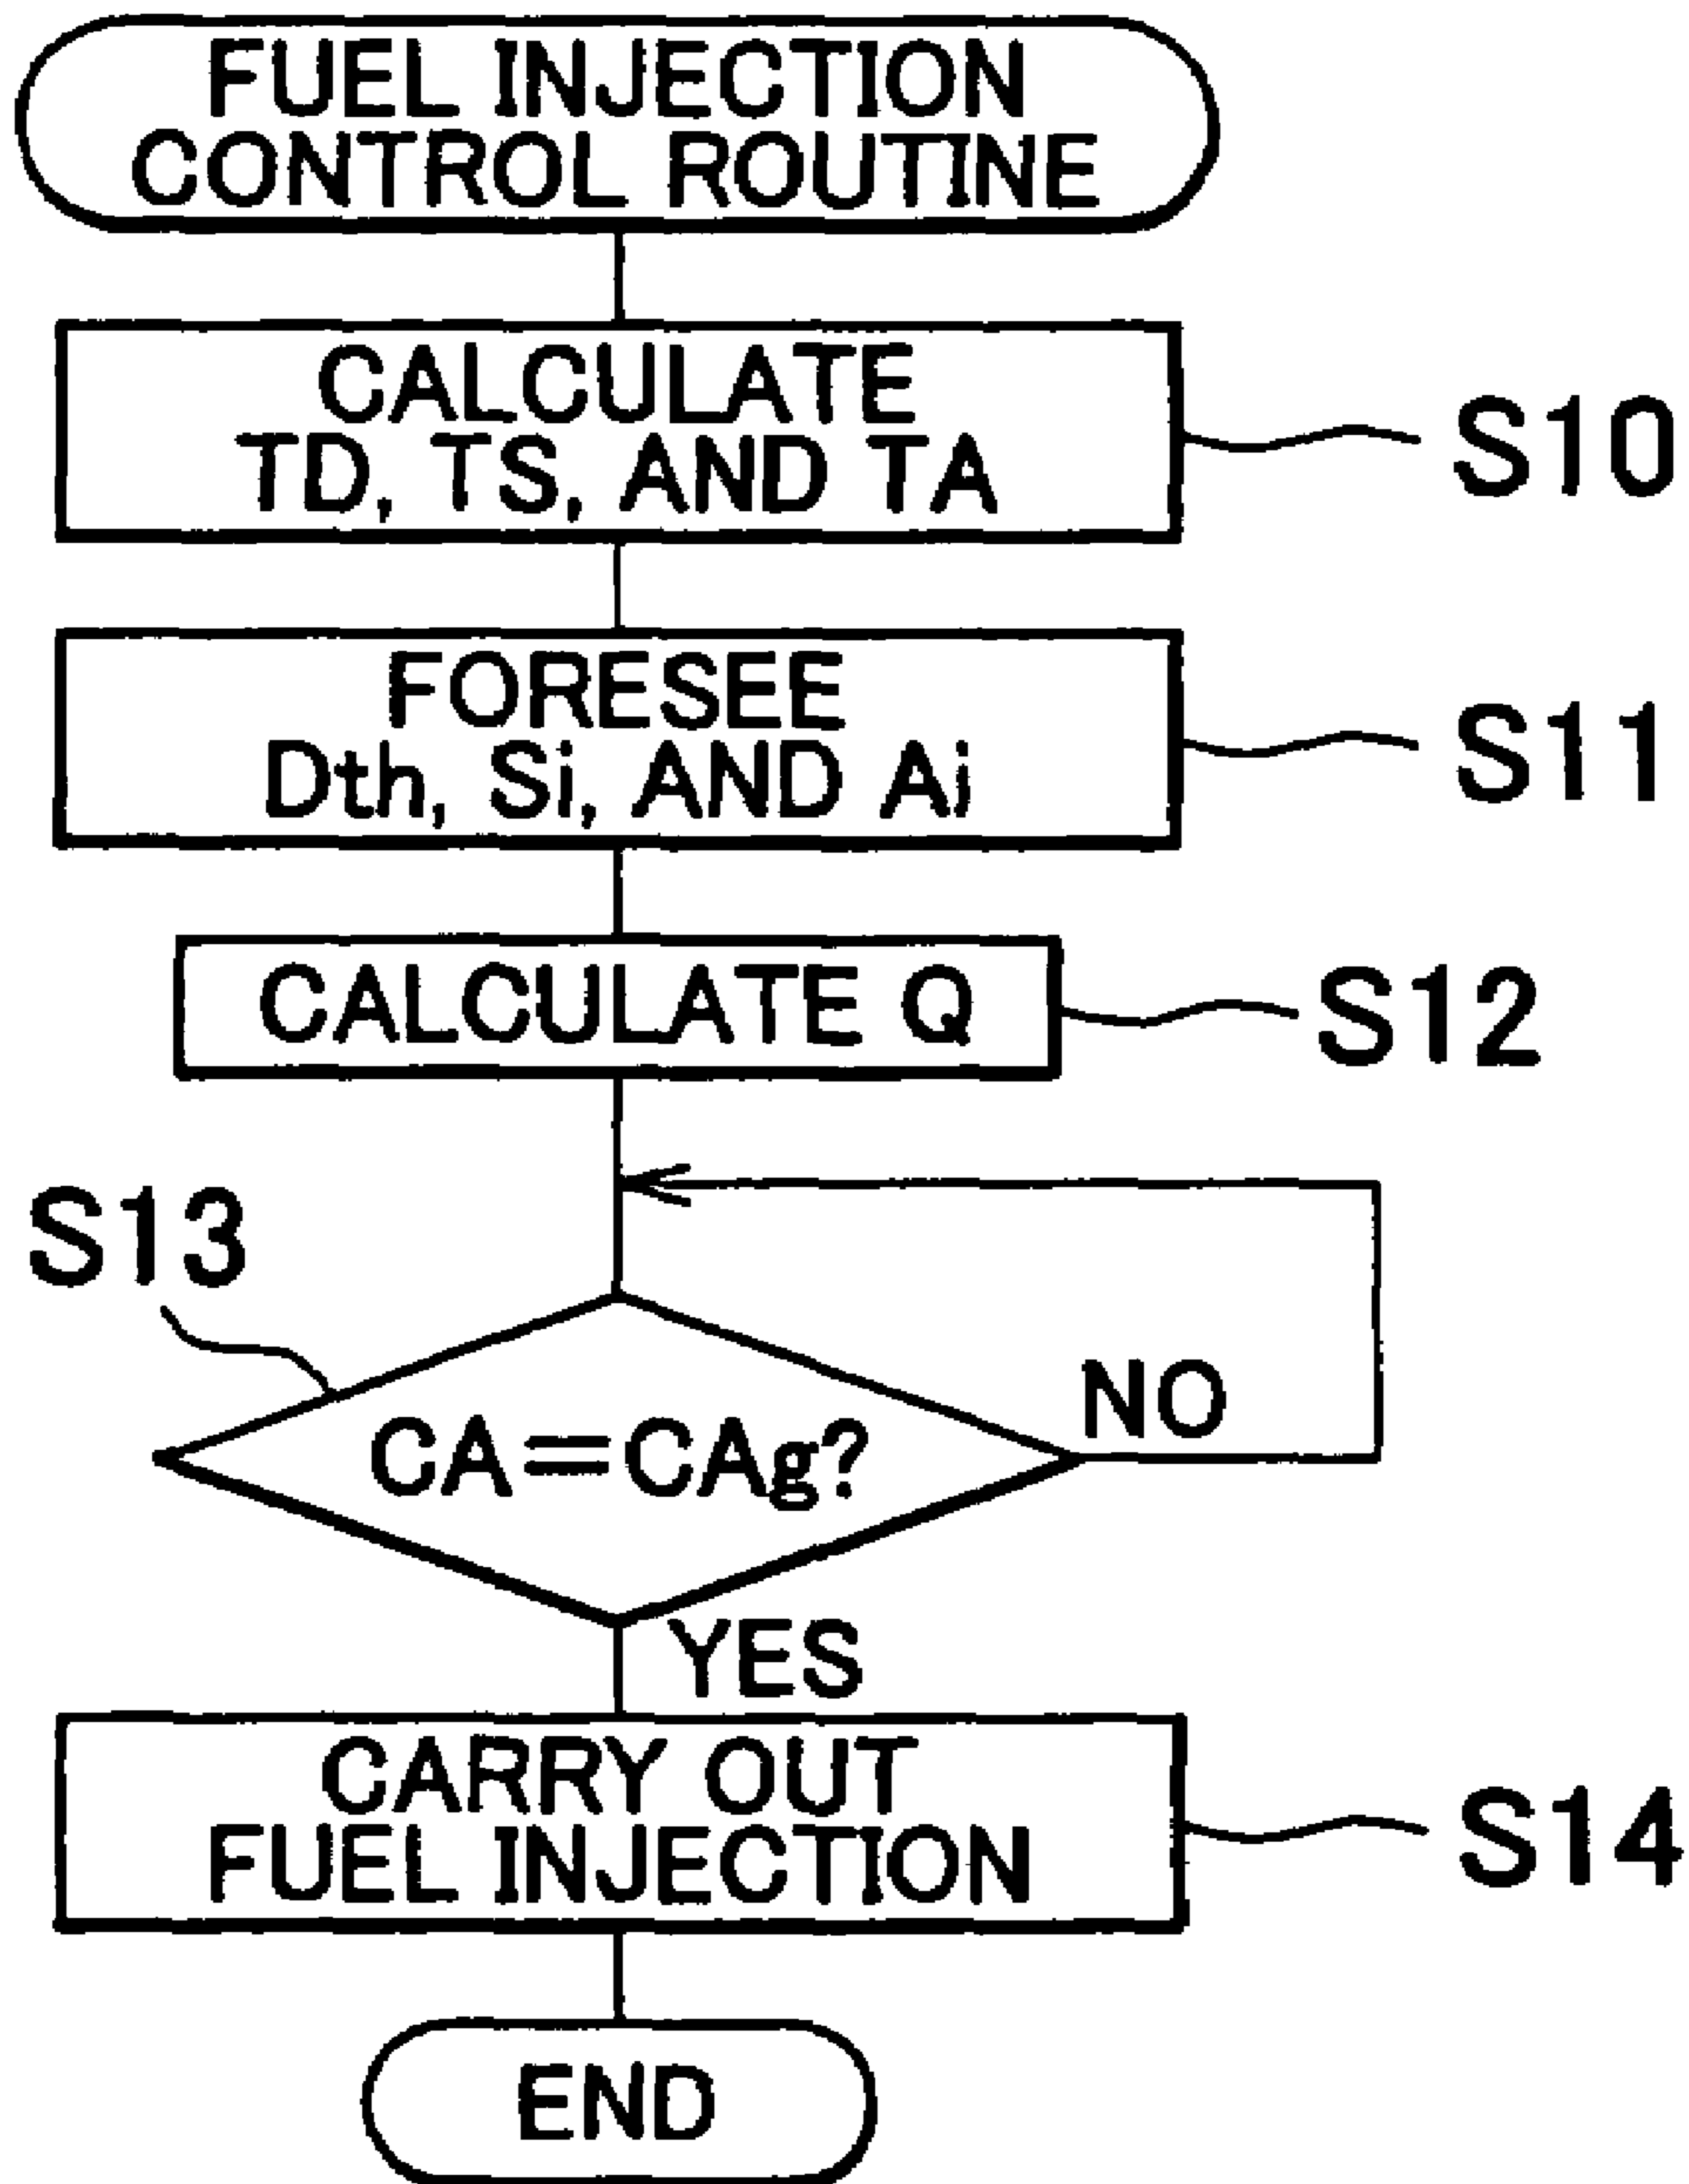 FUEL INJECTION
CONTROL ROUTINE
CALCULATE
TD, TS, AND TA
S10
FORESEE
Dth, Si, AND Ai
S11
CALCULATE Q
S12
S13
CA=CAg?
NO
YES
CARRY OUT
FUEL INJECTION
S14
END